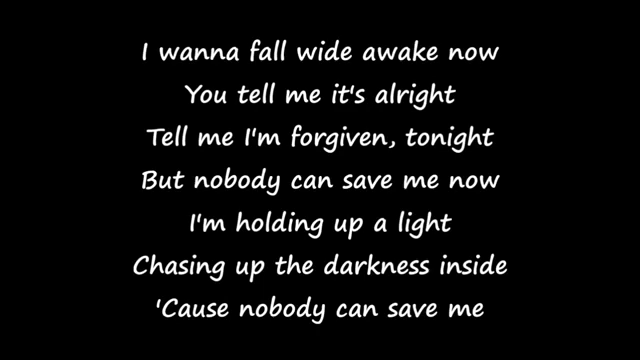 I wanna fall wide awake now
You tell me it's alright
Tell me I'm forgiven, tonight
But nobody can save me now
I'm holding up a light
Chasing up the darkness inside
'Cause nobody can save me